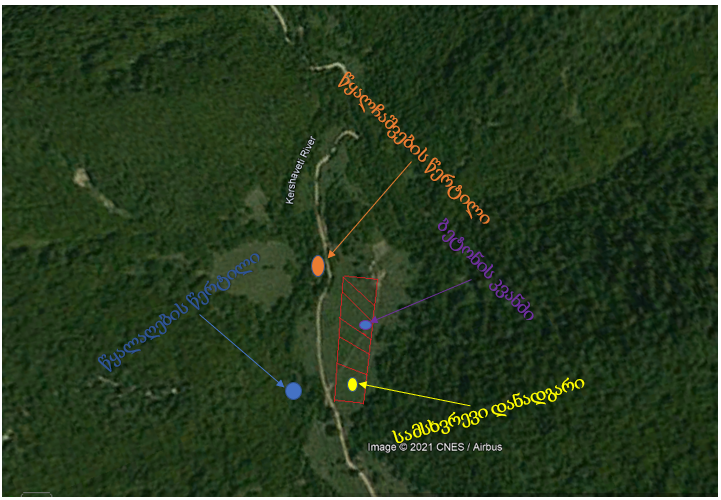 წყალჩაშვების წერტილი
Kershaveti River
ბეტონის კვანძი
წყალაღების წერტილი
სამსხვრევი დანადგარი
Image © 2021 CNES / Airbus